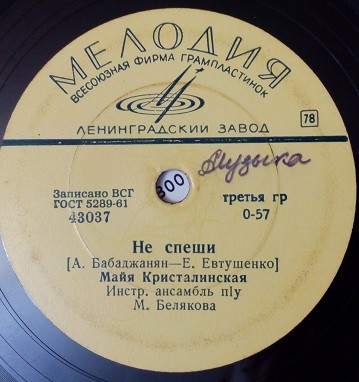 МЕЛОДИЯ
ВСЕСОЮЗНАЯ ФИРМА ГРАМПЛАСТИНОК
ЛЕНИНГРАДСКИЙ ЗАВОД
78
Музыка
300
Записано ВСГ
ГОСТ 5289-61
43037
третья гр
0-57
Не спеши
[А. Бабаджанян—Е. Евтушенко]
Майя Кристалинская
Инстр. ансамбль п/у
М. Белякова